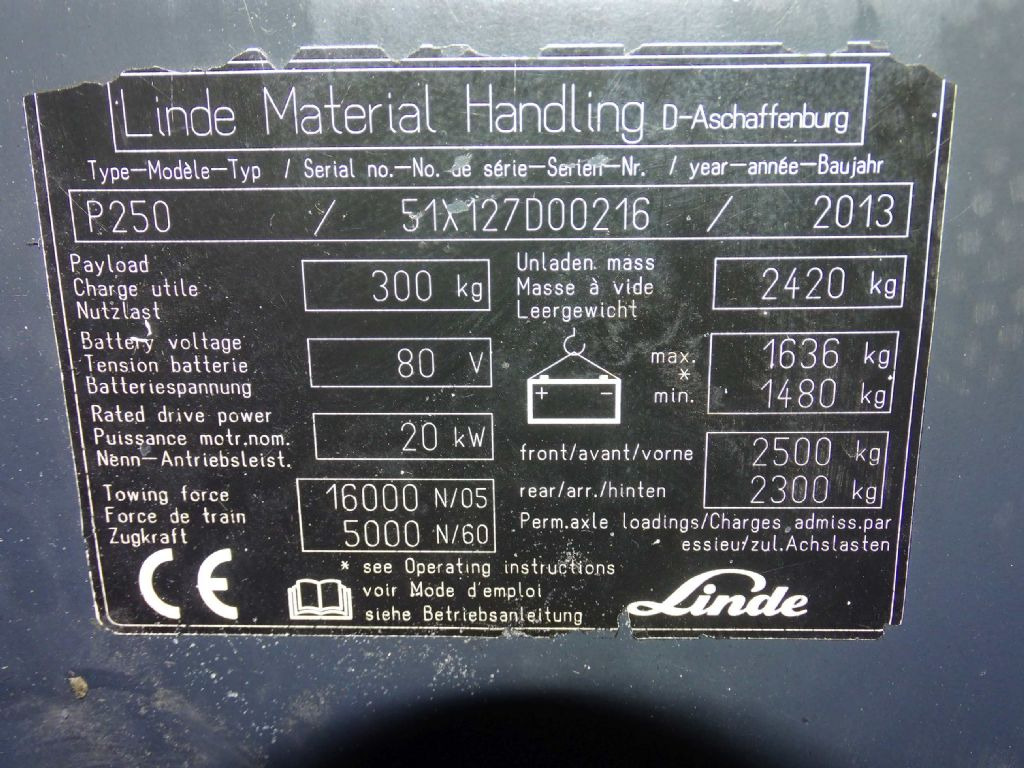 Linde Material Handling D-Aschaffenburg
Type-Modèle-Typ / Serial no.-No. de série-Serien-Nr. / year-année-Baujahr
P250 / 51X127D00216 / 2013
Payload
Charge utile
Nutzlast
300 kg
Unladen mass
Masse à vide
Leergewicht
2420 kg
Battery voltage
Tension batterie
Batteriespannung
80 V
+ −
max. 1636 kg
*
min. 1480 kg
Rated drive power
Puissance motr.nom.
Nenn-Antriebsleist.
20 kW
front/avant/vorne 2500 kg
rear/arr./hinten 2300 kg
Perm.axle loadings/Charges admiss.par
essieu/zul.Achslasten
Towing force
Force de train
Zugkraft
16000 N/05
5000 N/60
CE
* see Operating instructions
voir Mode d'emploi
siehe Betriebsanleitung
Linde